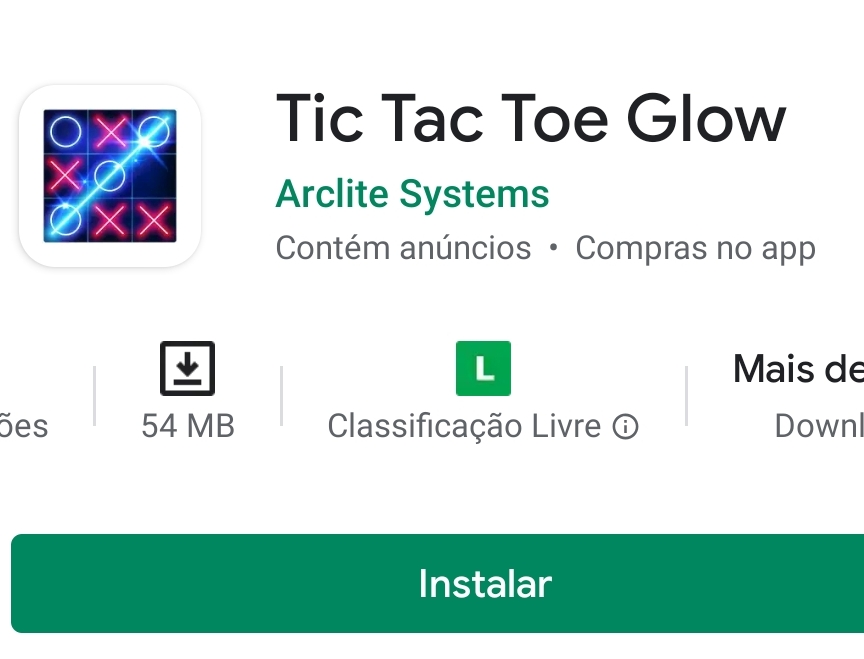 Tic Tac Toe Glow
Arclite Systems
Contém anúncios • Compras no app
ões 54 MB L Classificação Livre Mais de
Downl
Instalar